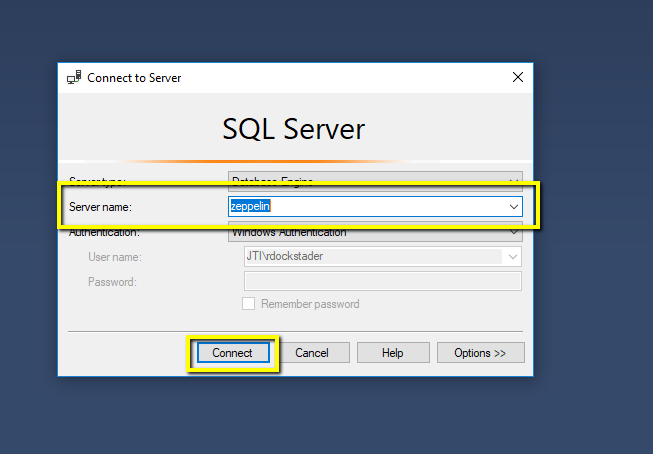 Connect to Server
SQL Server
Server type: Database Engine
Server name: zeppelin
Authentication: Windows Authentication
User name: JTI\rdockstader
Password:
Remember password
Connect Cancel Help Options >>